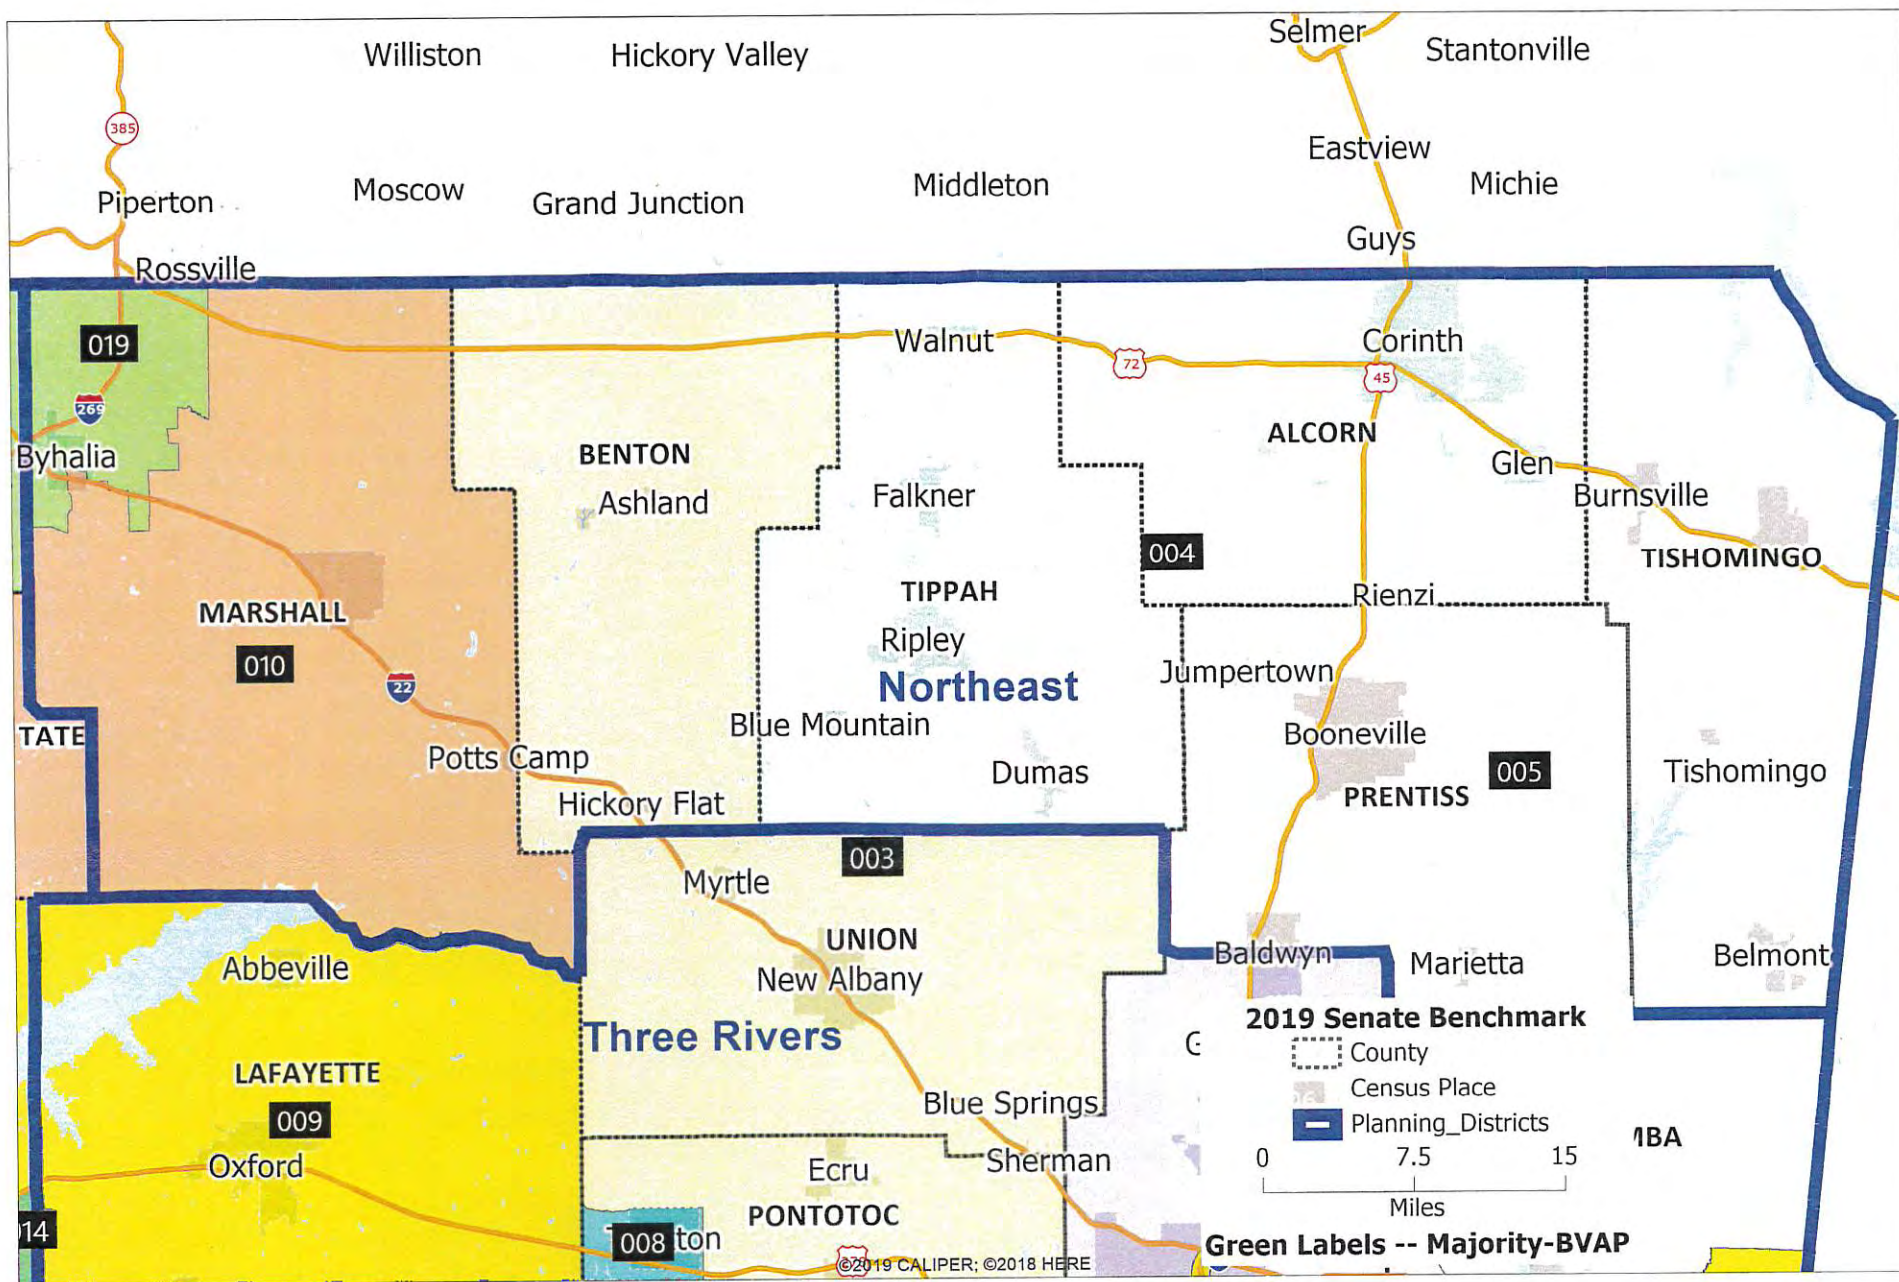 Selmer
Williston
Hickory Valley
Stantonville
385
Eastview
Piperton
Moscow
Grand Junction
Middleton
Michie
Guys
Rossville
019
Walnut
Corinth
72
45
269
Byhalia
BENTON
Ashland
ALCORN
Glen
Falkner
Burnsville
004
TISHOMINGO
MARSHALL
TIPPAH
Rienzi
Ripley
010
22
Northeast
Jumpertown
TATE
Blue Mountain
Booneville
Potts Camp
Dumas
005
Tishomingo
PRENTISS
Hickory Flat
003
Myrtle
UNION
Abbeville
New Albany
Baldwyn
Marietta
Belmont
Three Rivers
G
2019 Senate Benchmark
County
Census Place
Planning_Districts
LAFAYETTE
009
Blue Springs
MBA
0 7.5 15
Miles
Oxford
Ecru
Sherman
PONTOTOC
014
008
ton
Green Labels -- Majority-BVAP
©2019 CALIPER; ©2018 HERE